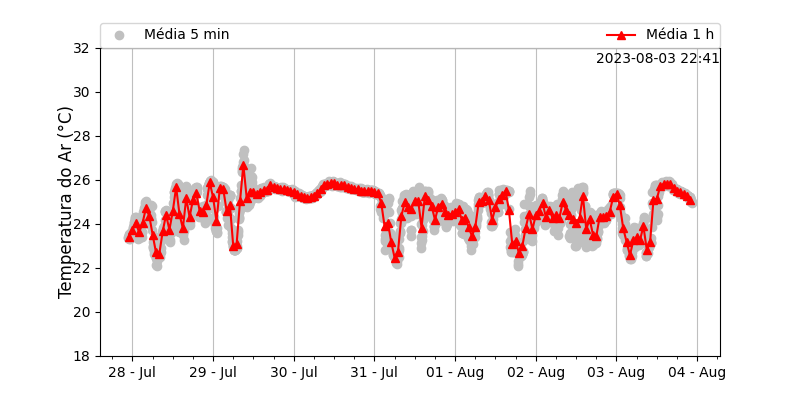 Média 5 min
Média 1 h
2023-08-03 22:41
Temperatura do Ar (°C)
32
30
28
26
24
22
20
18
28 - Jul
29 - Jul
30 - Jul
31 - Jul
01 - Aug
02 - Aug
03 - Aug
04 - Aug